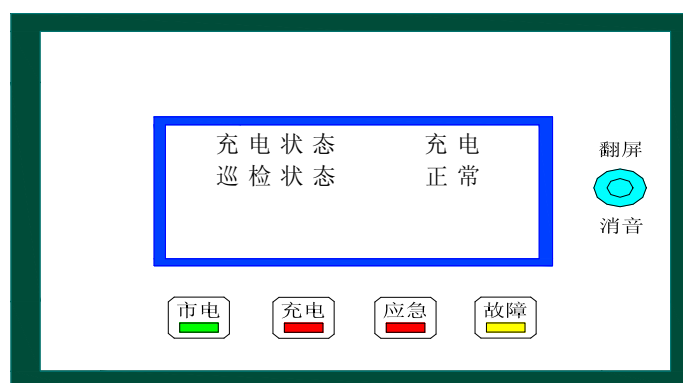 充电状态 充电
巡检状态 正常
翻屏
消音
市电 充电 应急 故障